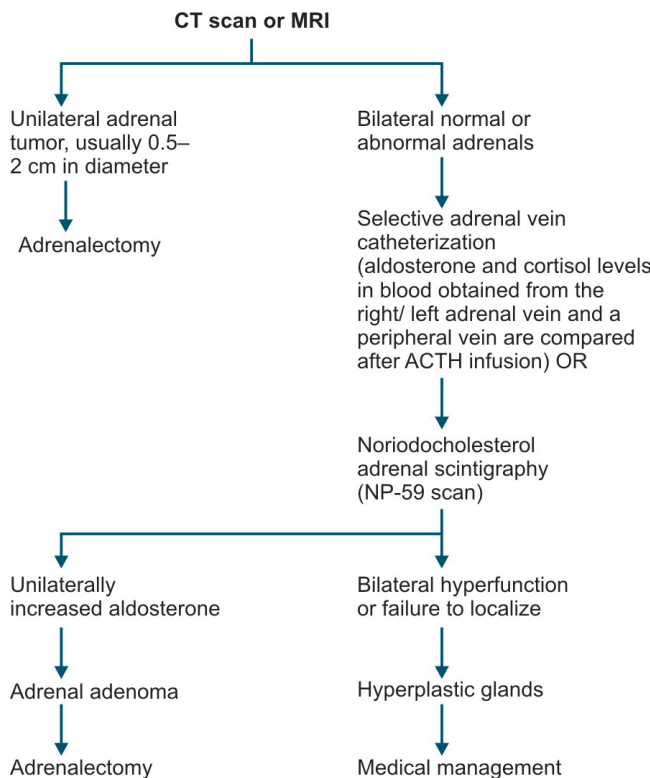 CT scan or MRI
Unilateral adrenal
tumor, usually 0.5–
2 cm in diameter
Adrenalectomy
Bilateral normal or
abnormal adrenals
Selective adrenal vein
catheterization
(aldosterone and cortisol levels
in blood obtained from the
right/ left adrenal vein and a
peripheral vein are compared
after ACTH infusion) OR
Noriodocholesterol
adrenal scintigraphy
(NP-59 scan)
Unilaterally
increased aldosterone
Adrenal adenoma
Adrenalectomy
Bilateral hyperfunction
or failure to localize
Hyperplastic glands
Medical management